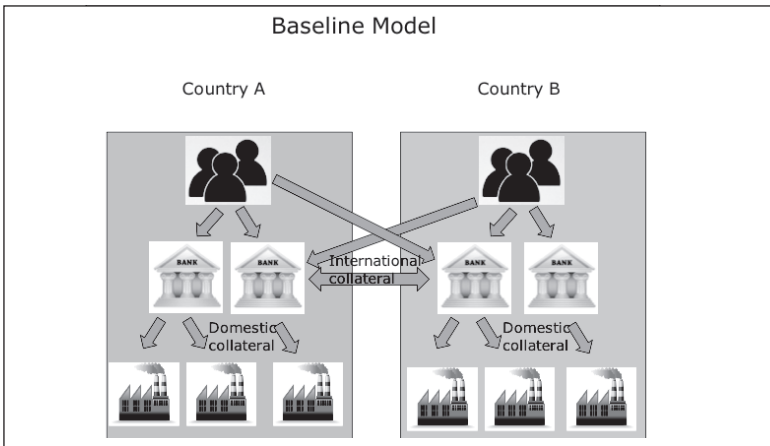 Baseline Model
Country A
Country B
BANK
BANK
BANK
BANK
International
collateral
Domestic
collateral
Domestic
collateral